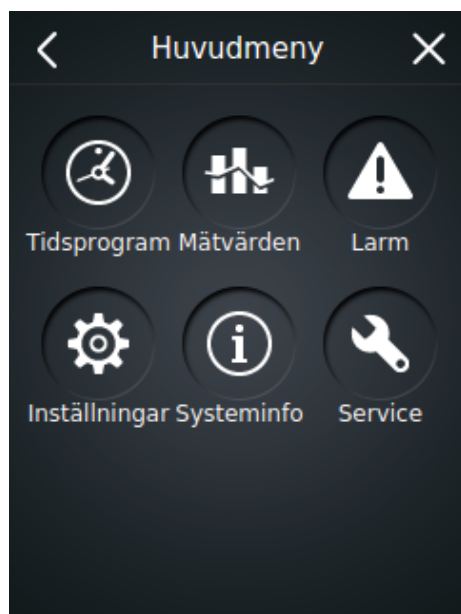 Huvudmeny
Tidsprogram Mätvärden Larm
Inställningar Systeminfo Service